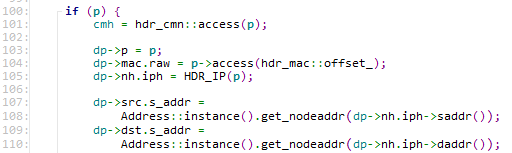 100: if (p) {
101: cmh = hdr_cmn::access(p);
102:
103: dp->p = p;
104: dp->mac.raw = p->access(hdr_mac::offset_);
105: dp->nh.iph = HDR_IP(p);
106:
107: dp->src.s_addr =
108: Address::instance().get_nodeaddr(dp->nh.iph->saddr());
109: dp->dst.s_addr =
110: Address::instance().get_nodeaddr(dp->nh.iph->daddr());